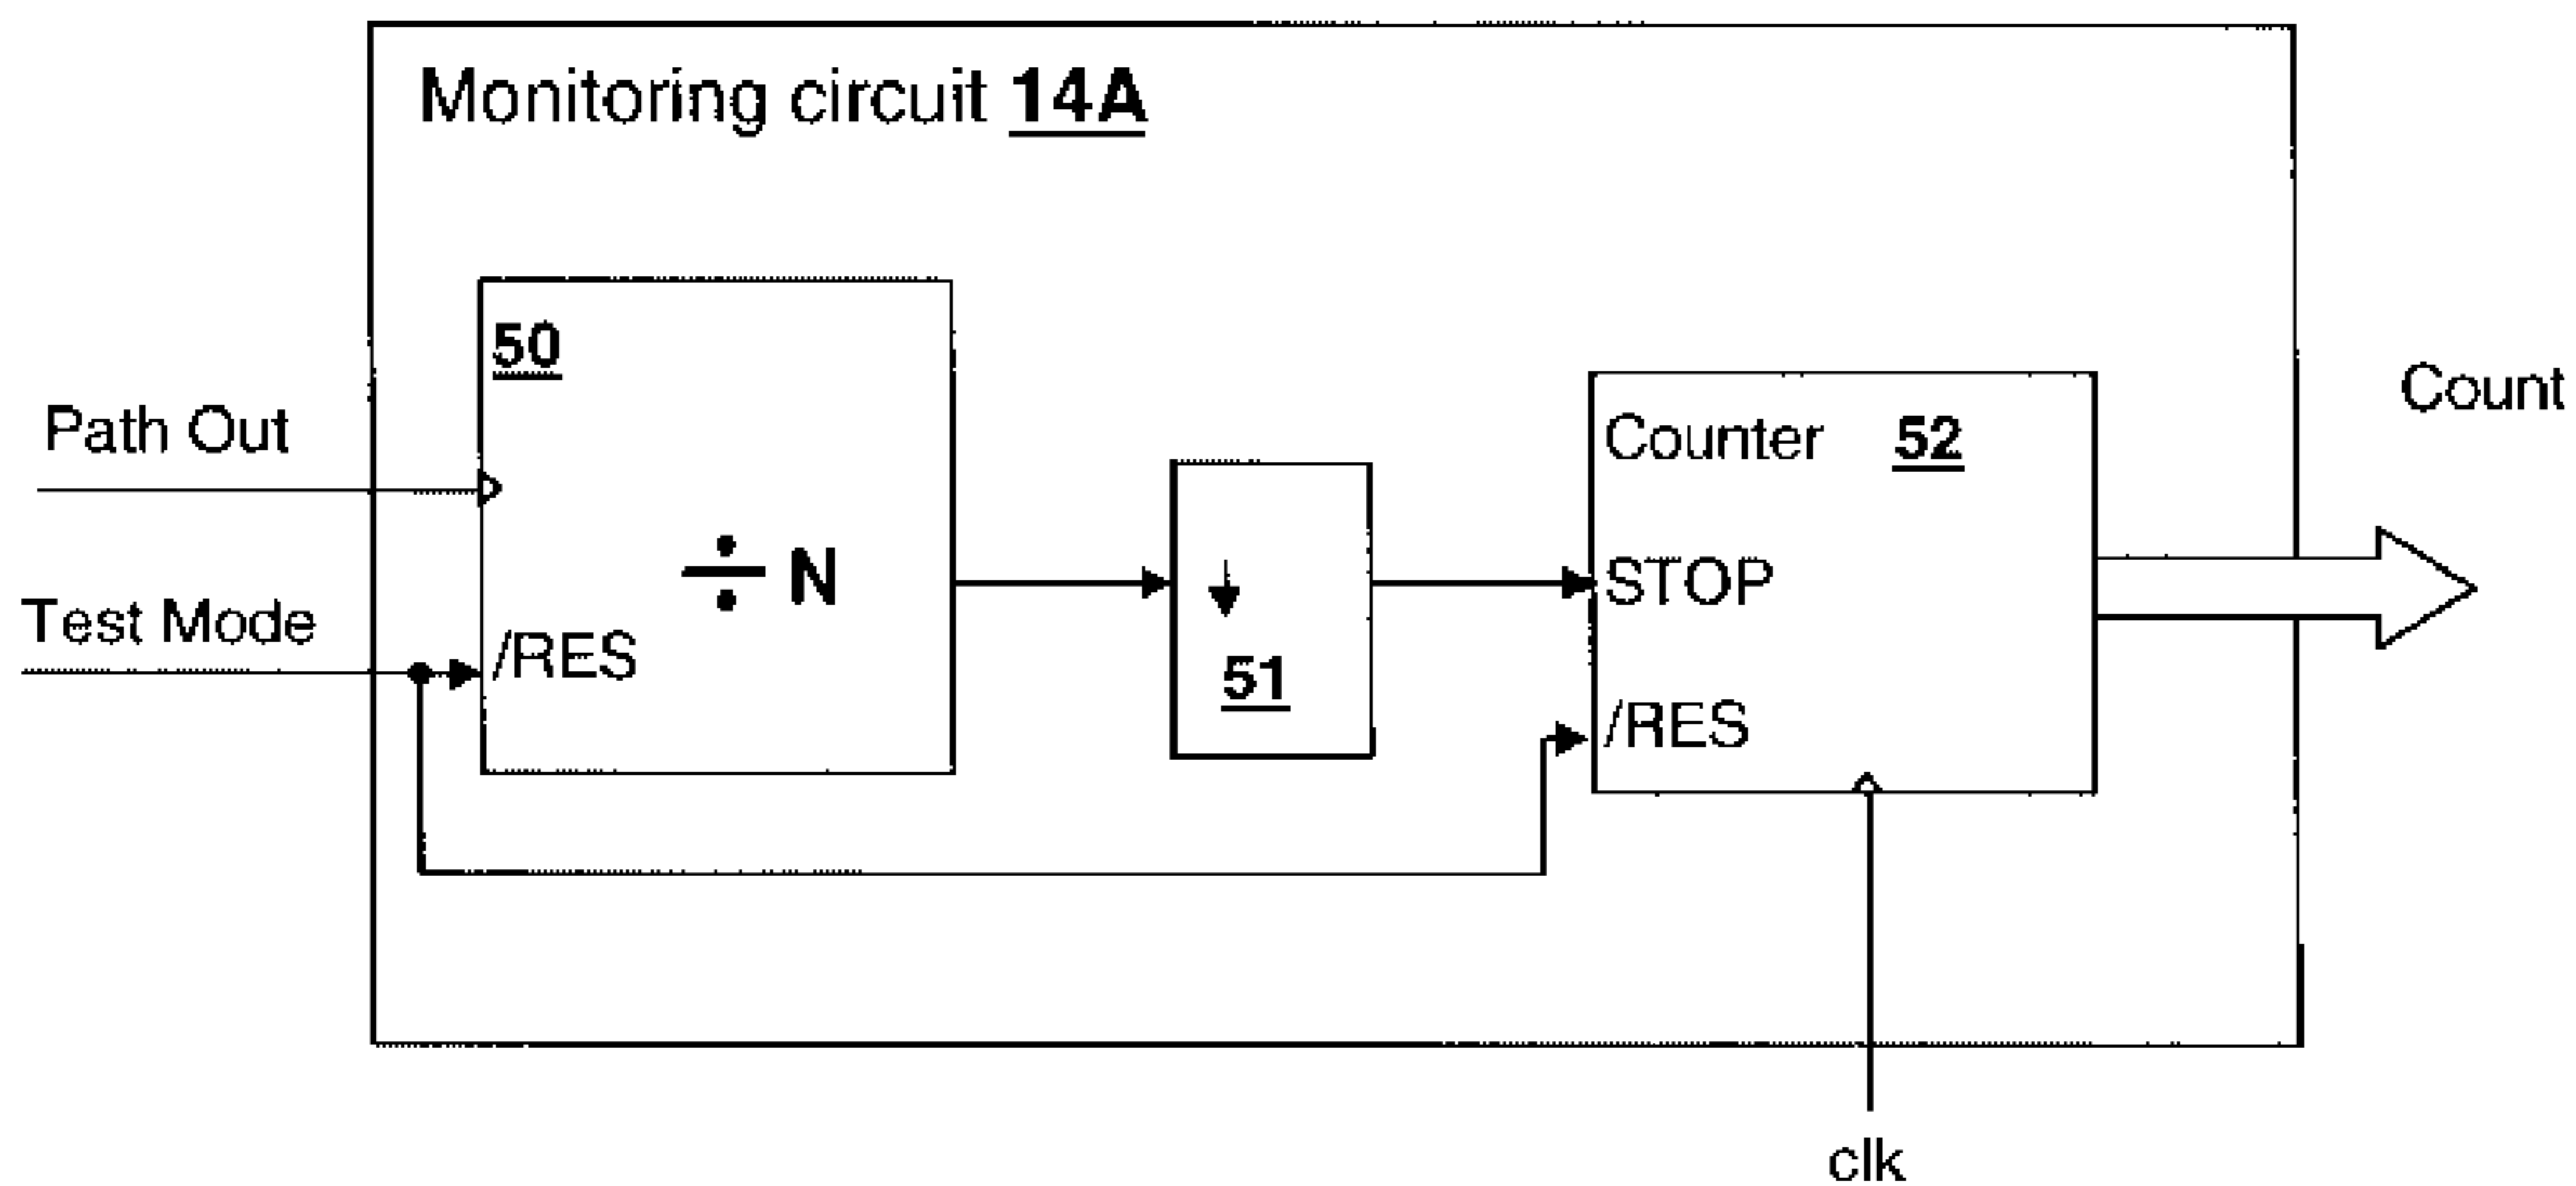 Monitoring circuit 14A
50
Path Out
÷ N
Test Mode
/RES
51
Counter 52
STOP
/RES
Count
clk